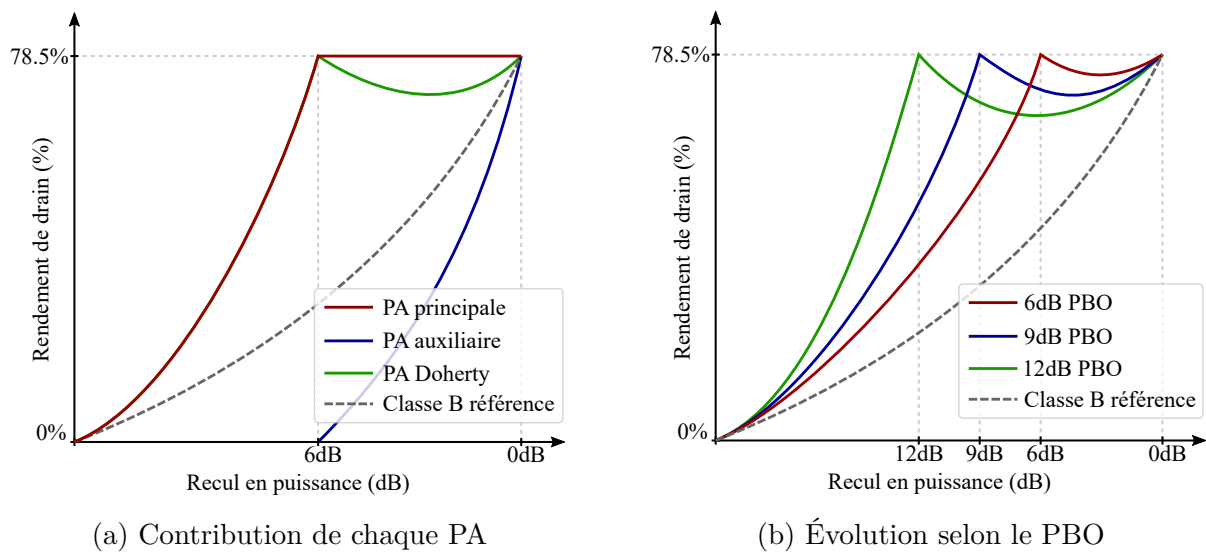 78.5%
Rendement de drain (%)
PA principale
PA auxiliaire
PA Doherty
Classe B référence
0%
6dB
0dB
Recul en puissance (dB)
(a) Contribution de chaque PA
78.5%
Rendement de drain (%)
6dB PBO
9dB PBO
12dB PBO
Classe B référence
0%
12dB
9dB
6dB
0dB
Recul en puissance (dB)
(b) Évolution selon le PBO